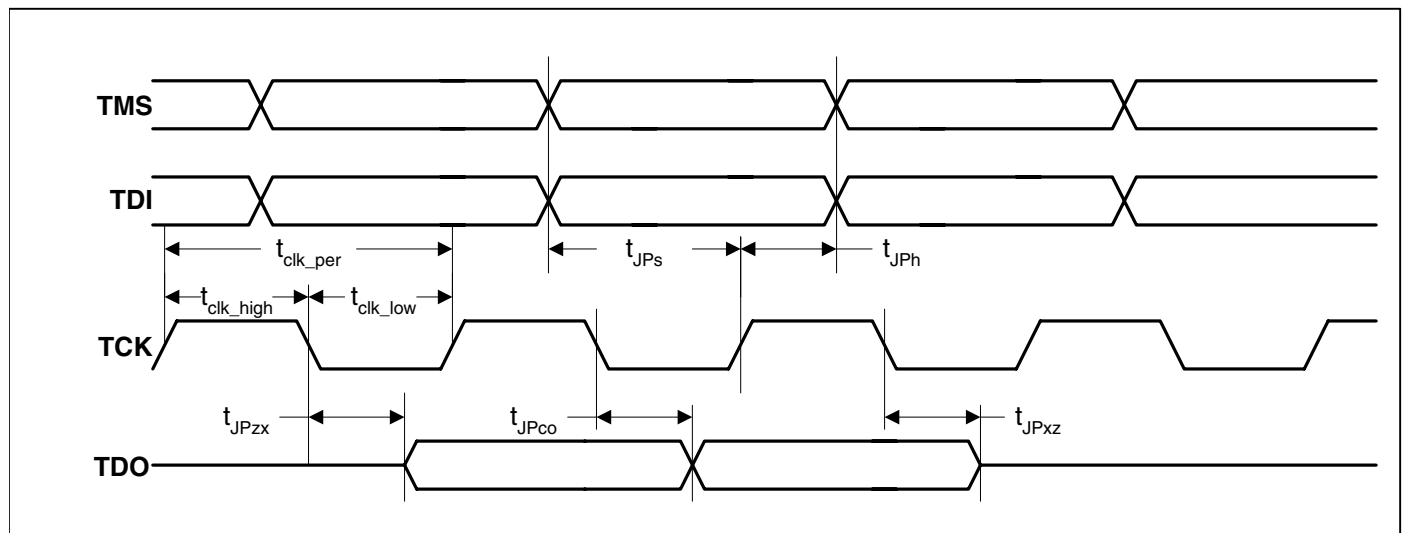 TMS
TDI
t_clk_per
t_JPs
t_JPh
t_clk_high
t_clk_low
TCK
t_JPzx
t_JPco
t_JPxz
TDO